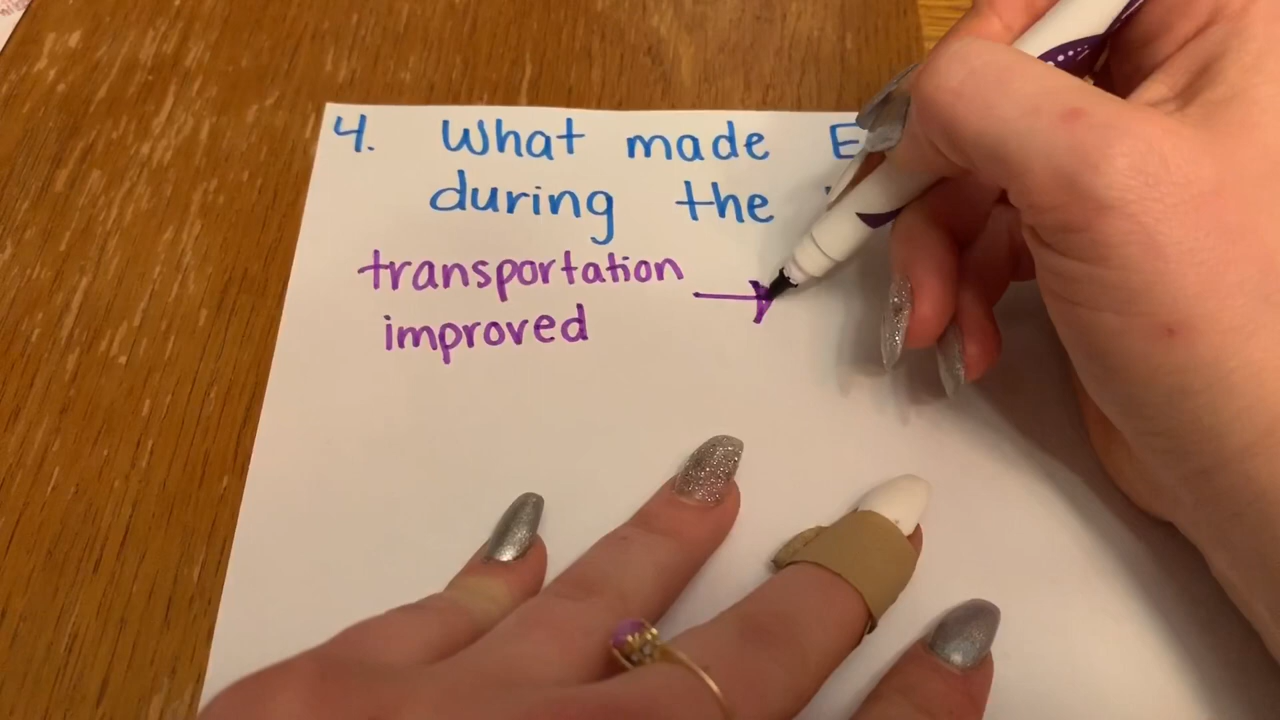 4. What made E
during the
transportation
improved